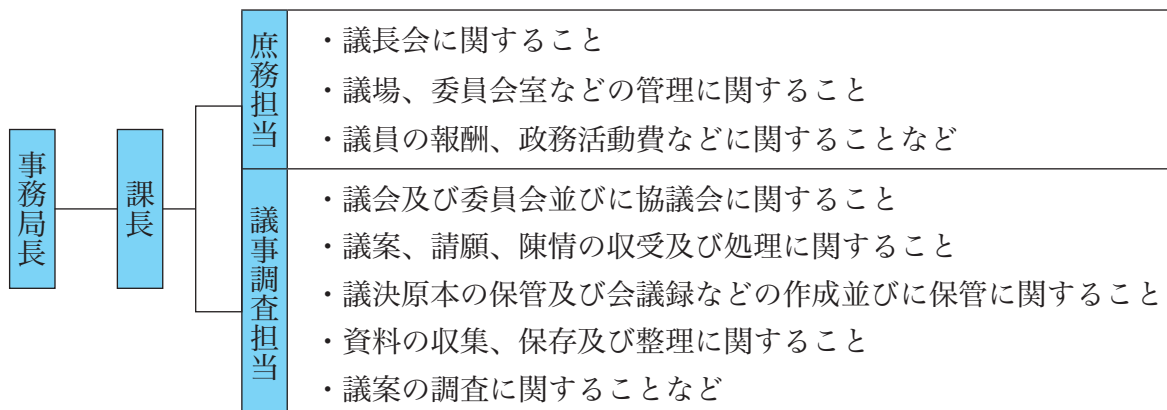 事務局長
課長
庶務担当
・議長会に関すること
・議場、委員会室などの管理に関すること
・議員の報酬、政務活動費などに関することなど
議事調査担当
・議会及び委員会並びに協議会に関すること
・議案、請願、陳情の収受及び処理に関すること
・議決原本の保管及び会議録などの作成並びに保管に関すること
・資料の収集、保存及び整理に関すること
・議案の調査に関することなど